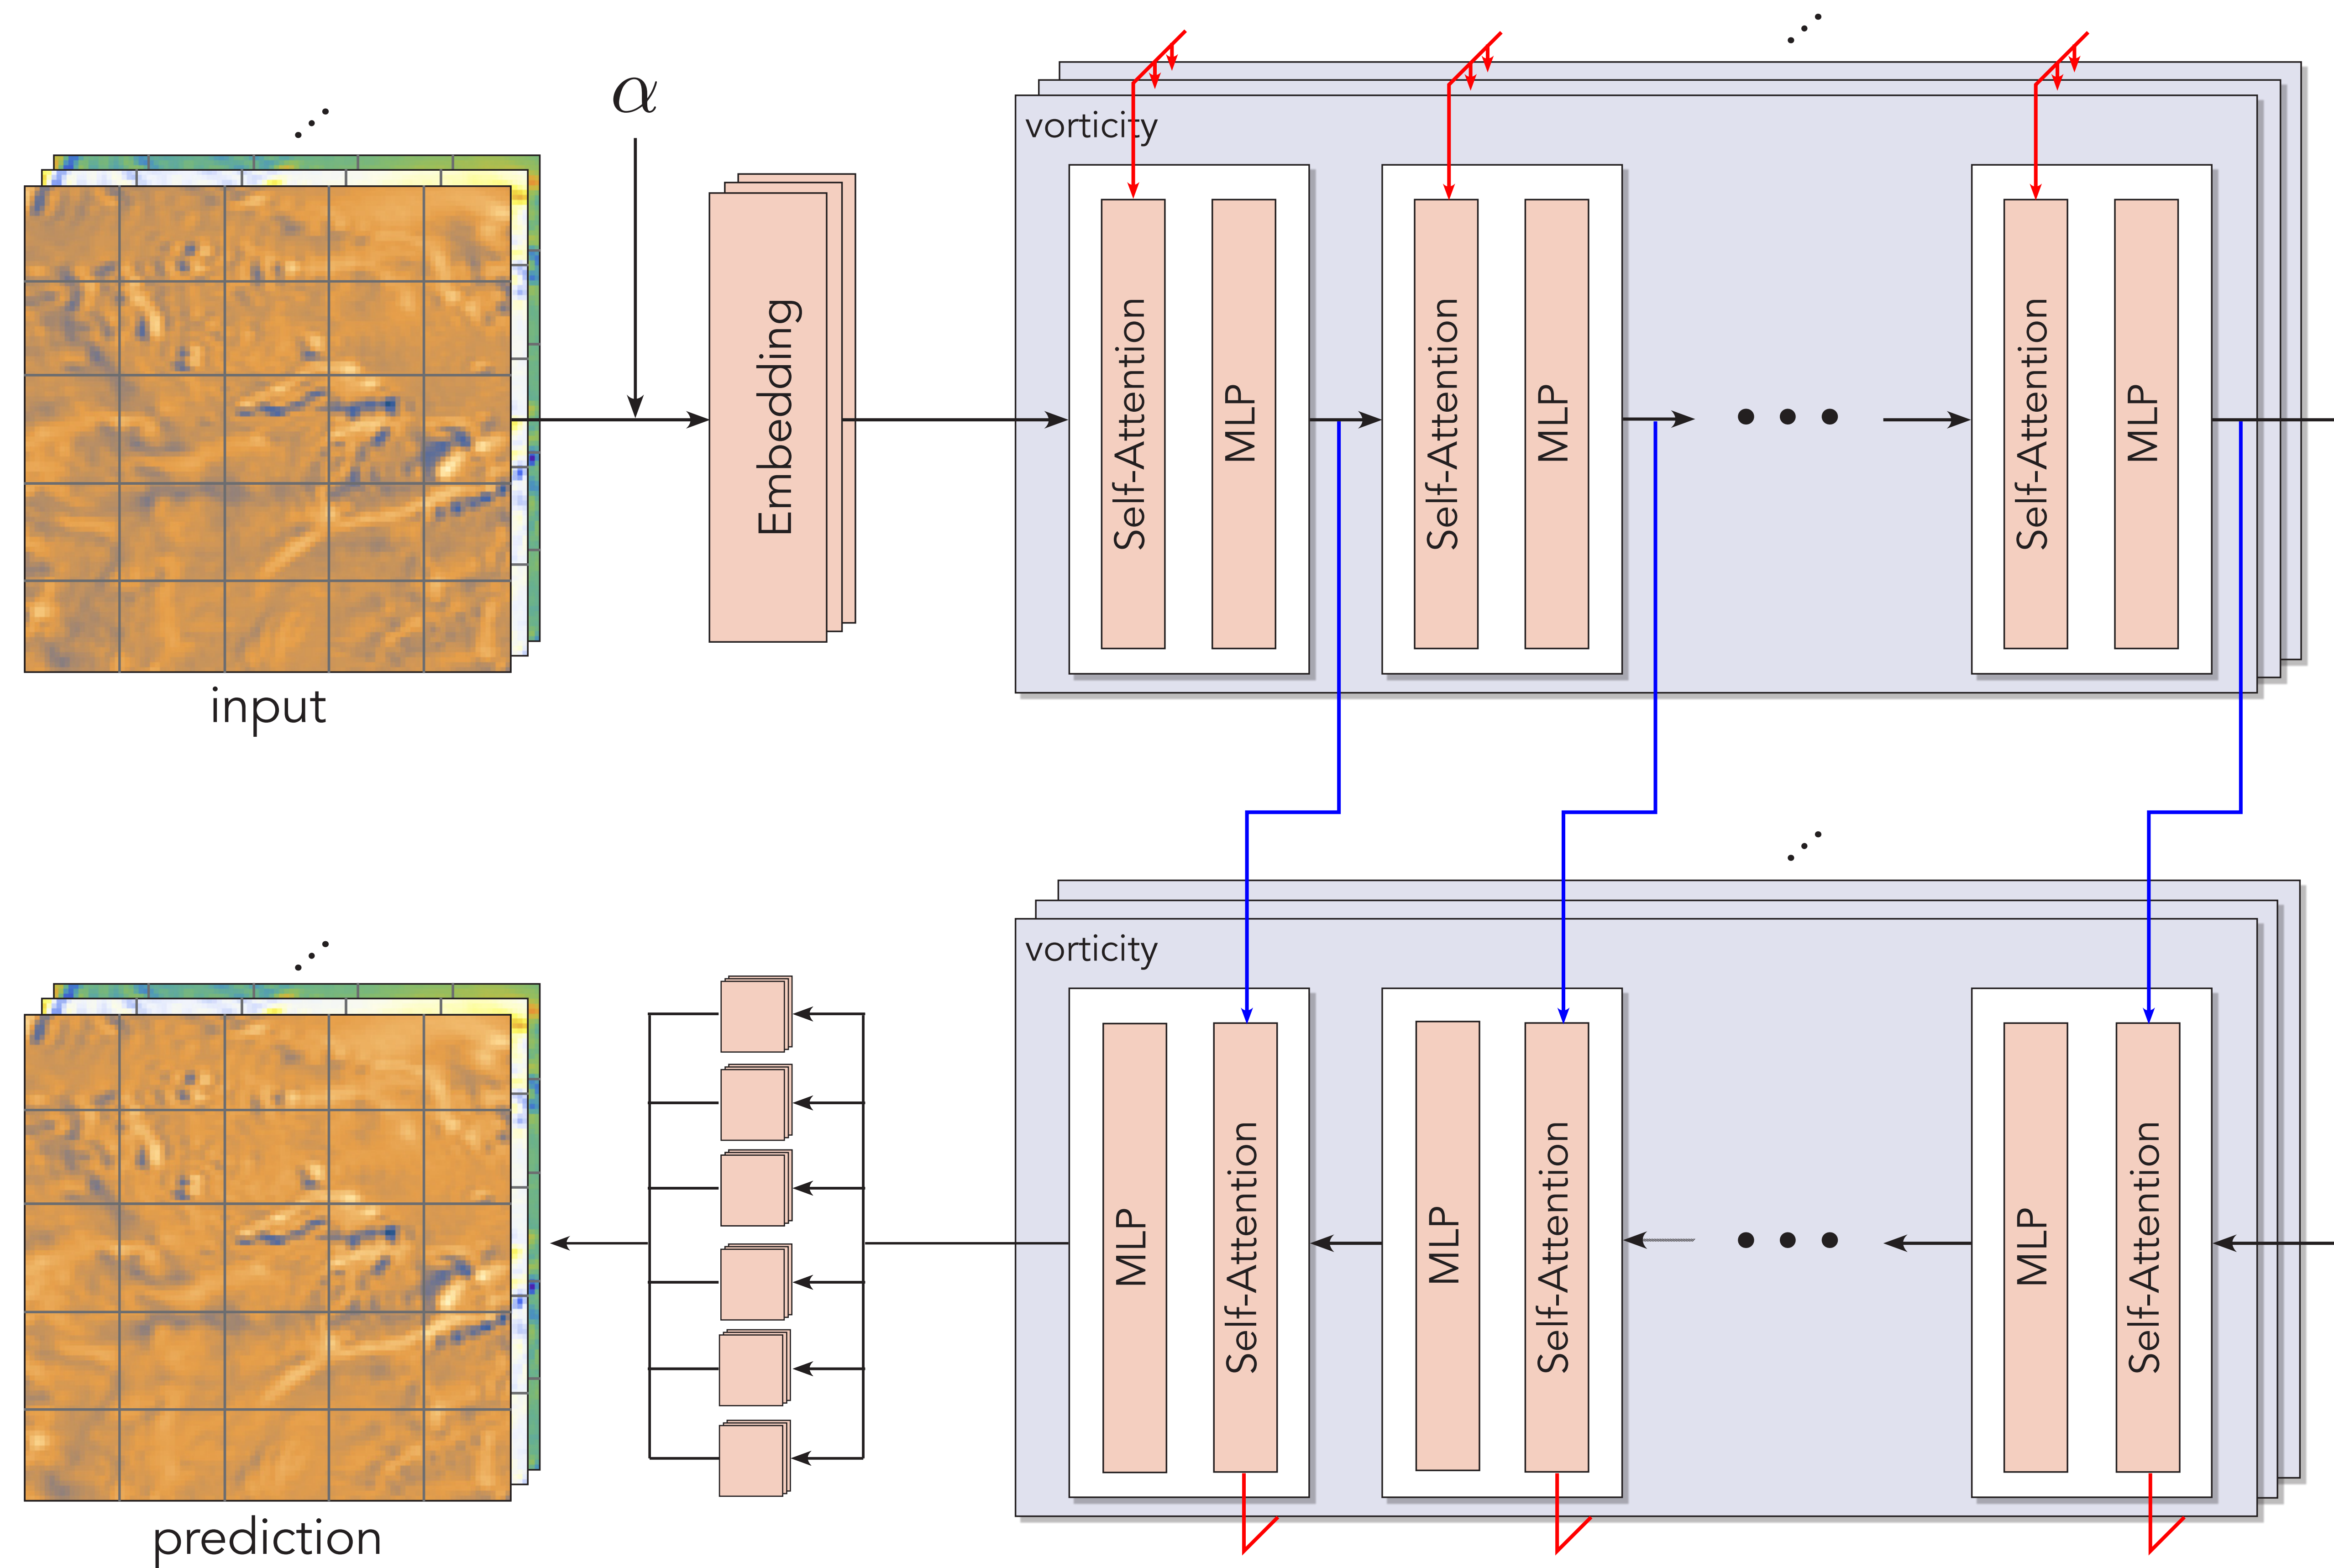 α
vorticity
Embedding
Self-Attention
MLP
Self-Attention
MLP
Self-Attention
MLP
input
vorticity
MLP
Self-Attention
MLP
Self-Attention
MLP
Self-Attention
prediction